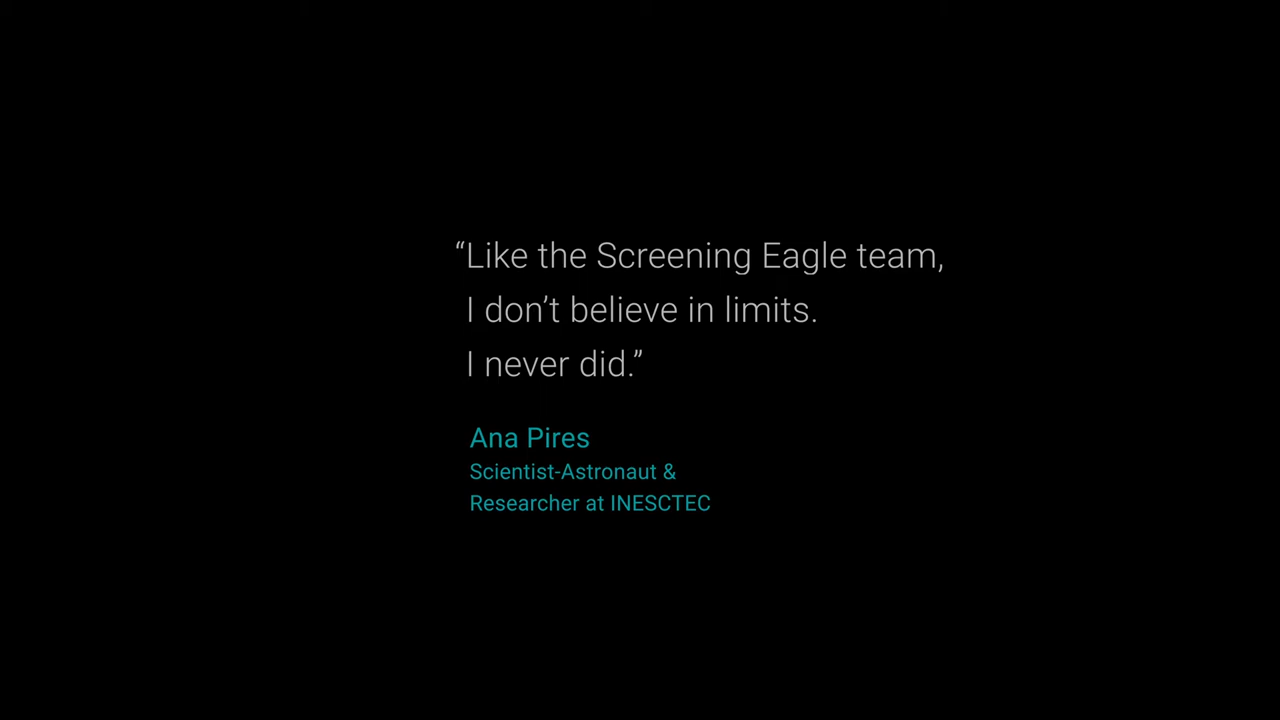 “Like the Screening Eagle team,
I don’t believe in limits.
I never did.”
Ana Pires
Scientist-Astronaut &
Researcher at INESCTEC